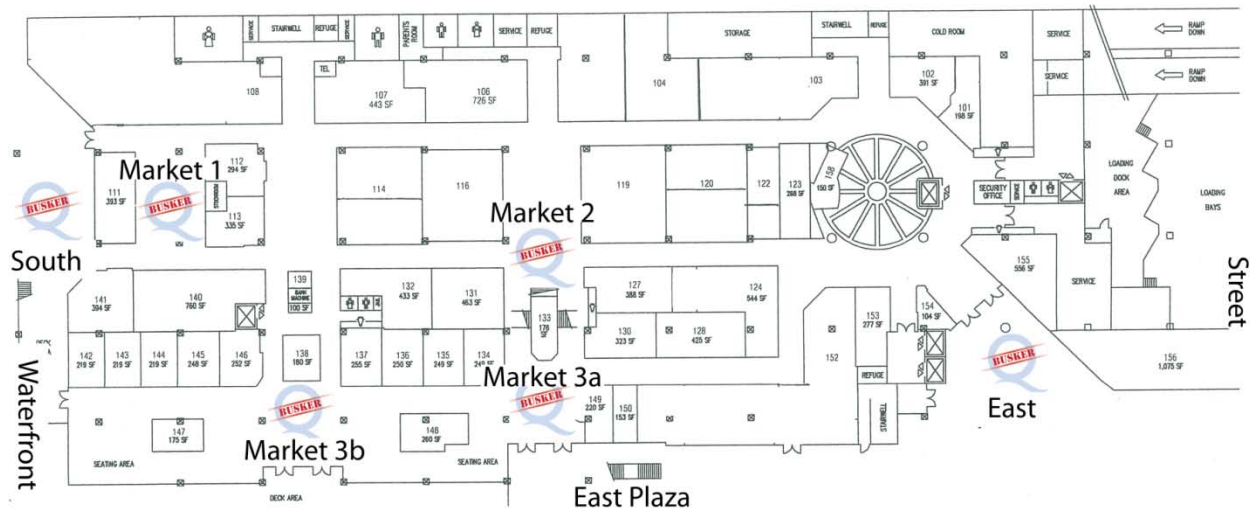 SERVICE
STAIRWELL
REFUGE
SERVICE
PARENTS
ROOM
SERVICE
REFUGE
STORAGE
STAIRWELL
REFUGE
COLD ROOM
SERVICE
RAMP
DOWN
TEL
108
107
443 SF
106
726 SF
104
103
102
391 SF
101
198 SF
SERVICE
RAMP
DOWN
Market 1
112
294 SF
111
393 SF
BUSKER
BUSKER
STOCKROOM
113
335 SF
114
116
119
120
122
123
268 SF
158
150 SF
SECURITY
OFFICE
SERVICE
LOADING
DOCK
AREA
LOADING
BAYS
Market 2
BUSKER
South
141
394 SF
140
760 SF
139
BANK
MACHINE
100 SF
132
433 SF
131
463 SF
133
176
SF
127
388 SF
124
544 SF
155
556 SF
SERVICE
Street
154
104 SF
153
277 SF
130
323 SF
128
425 SF
152
142
219 SF
143
219 SF
144
219 SF
145
248 SF
146
252 SF
138
180 SF
137
255 SF
136
250 SF
135
249 SF
134
BUSKER
156
1,075 SF
Waterfront
Market 3a
REFUGE
BUSKER
BUSKER
149
220 SF
150
153 SF
STAIRWELL
East
147
175 SF
Market 3b
148
260 SF
SEATING AREA
SEATING AREA
DECK AREA
East Plaza